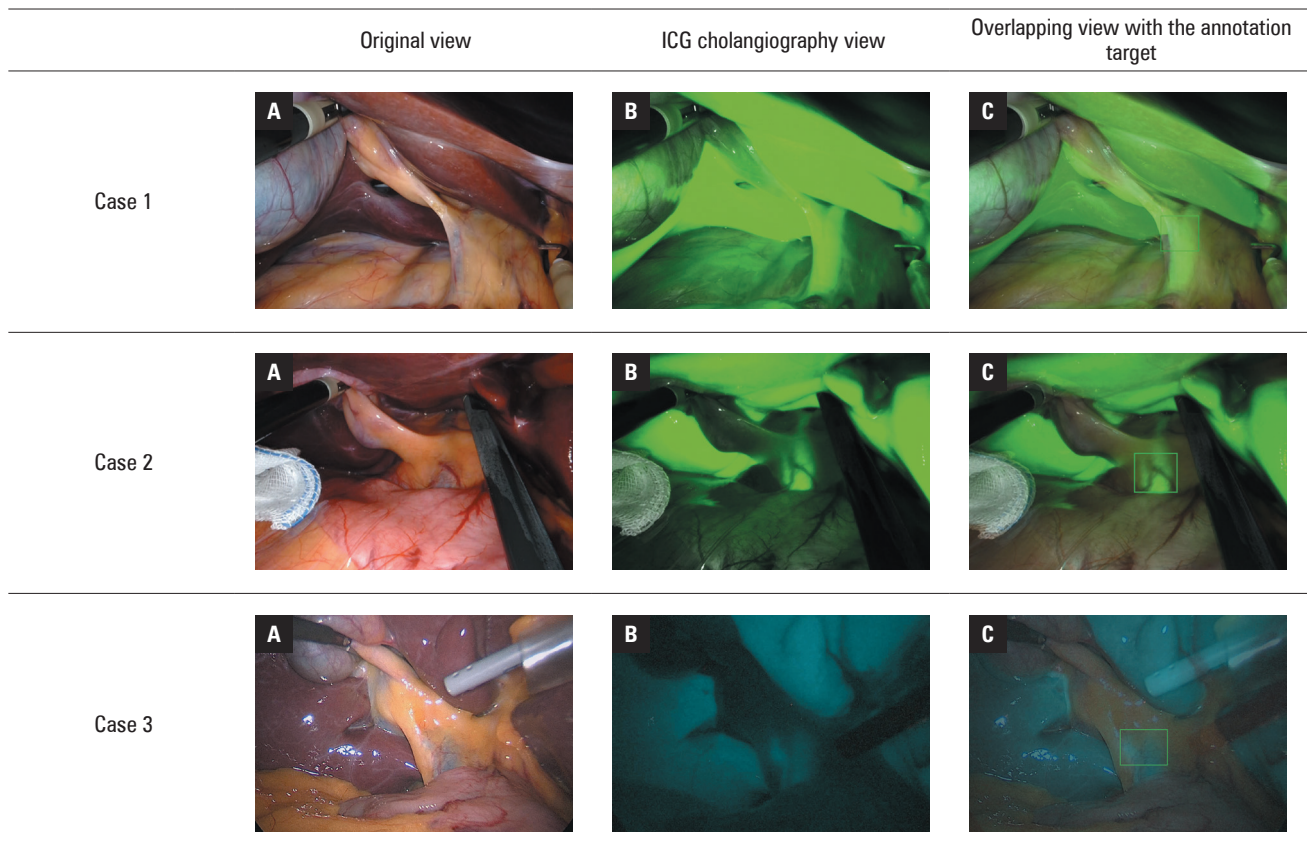 Original view
ICG cholangiography view
Overlapping view with the annotation
target
Case 1
A
B
C
Case 2
A
B
C
Case 3
A
B
C